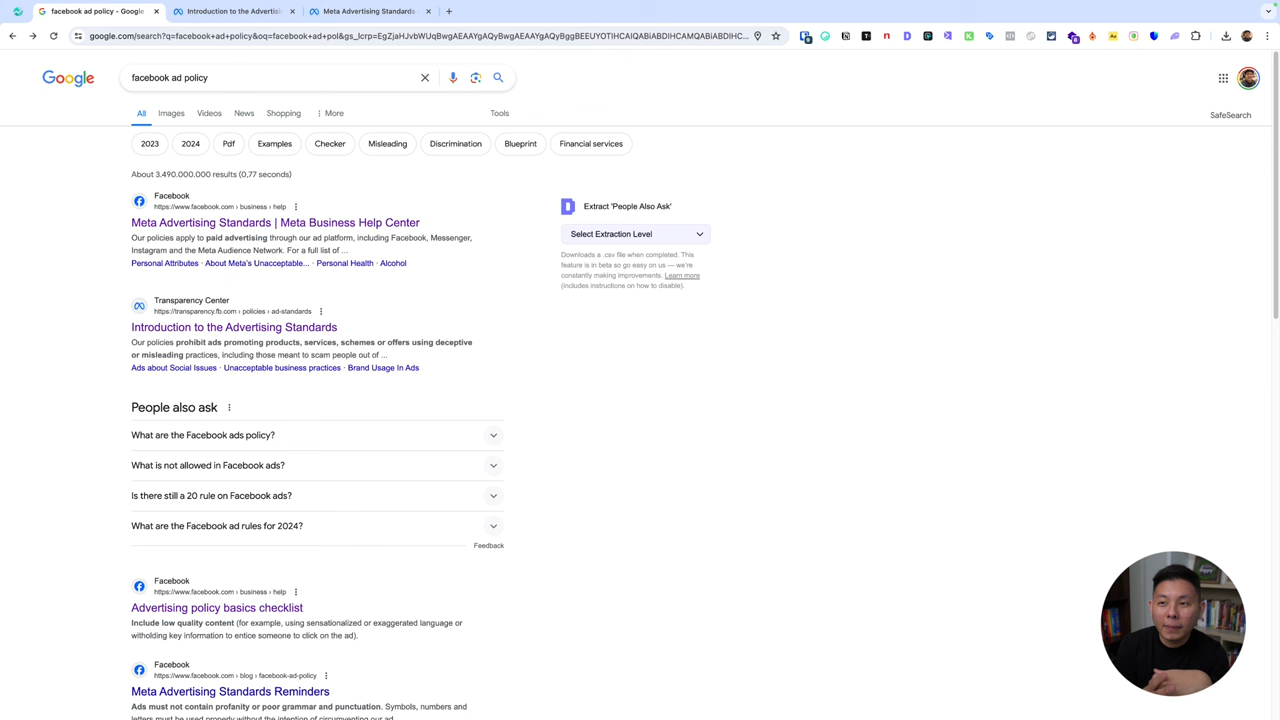 facebook ad policy - Google
Introduction to the Advertisi
Meta Advertising Standards
google.com/search?q=facebook+ad+policy&oq=facebook+ad+pol&gs_lcrp=EgZjaHJvbWUqBwgAEAAYgAQyBwgAEAAYgAQyBggBEEUYOTIHCAIQABiABDIHCAMQABiABDIHC...
Google
facebook ad policy
All
Images
Videos
News
Shopping
More
Tools
SafeSearch
2023
2024
Pdf
Examples
Checker
Misleading
Discrimination
Blueprint
Financial services
About 3.490.000.000 results (0,77 seconds)
Facebook
https://www.facebook.com › business › help
Meta Advertising Standards | Meta Business Help Center
Our policies apply to paid advertising through our ad platform, including Facebook, Messenger,
Instagram and the Meta Audience Network. For a full list of ...
Personal Attributes · About Meta's Unacceptable... · Personal Health · Alcohol
Extract 'People Also Ask'
Select Extraction Level
Downloads a .csv file when completed. This
feature is in beta so go easy on us — we're
constantly making improvements. Learn more
(includes instructions on how to disable).
Transparency Center
https://transparency.fb.com › policies › ad-standards
Introduction to the Advertising Standards
Our policies prohibit ads promoting products, services, schemes or offers using deceptive
or misleading practices, including those meant to scam people out of ...
Ads about Social Issues · Unacceptable business practices · Brand Usage In Ads
People also ask
What are the Facebook ads policy?
What is not allowed in Facebook ads?
Is there still a 20 rule on Facebook ads?
What are the Facebook ad rules for 2024?
Feedback
Facebook
https://www.facebook.com › business › help
Advertising policy basics checklist
Include low quality content (for example, using sensationalized or exaggerated language or
witholding key information to entice someone to click on the ad).
Facebook
https://www.facebook.com › blog › facebook-ad-policy
Meta Advertising Standards Reminders
Ads must not contain profanity or poor grammar and punctuation. Symbols, numbers and
letters must be used properly without the intention of circumventing our ad